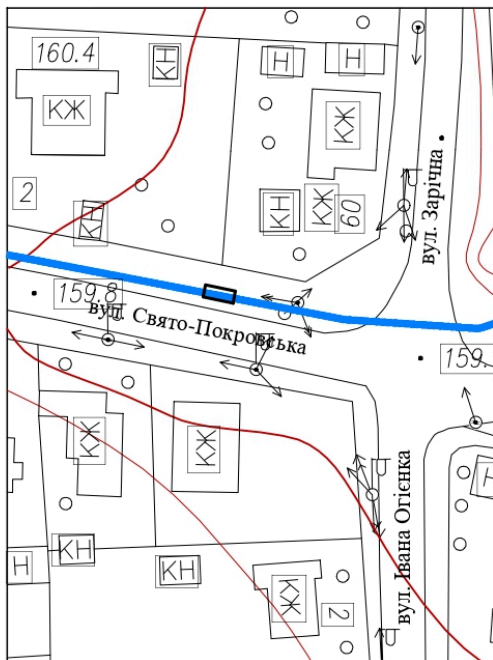 160.4
КН
Н
Н
КЖ
КЖ
2
КН
КН
КЖ
60
вул. Зарічна
159.8
вул. Свято-Покровська
159.
КЖ
КЖ
Н
вул. Івана Огієнка
КН
Н
КН
КЖ
2